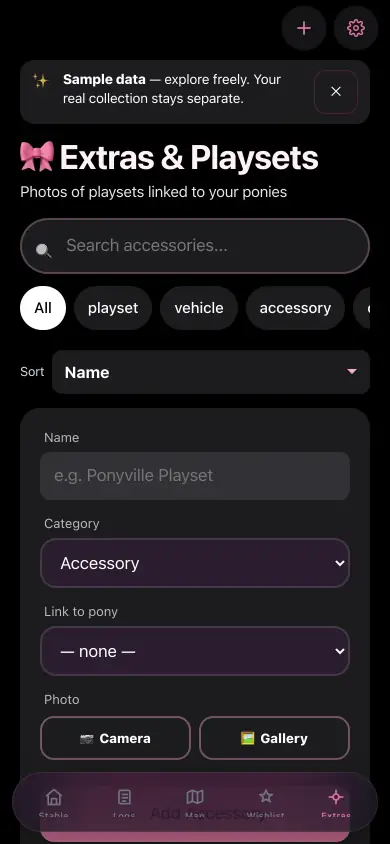 Sample data — explore freely. Your
real collection stays separate.
Extras & Playsets
Photos of playsets linked to your ponies
Search accessories...
All playset vehicle accessory
Sort Name
Name
e.g. Ponyville Playset
Category
Accessory
Link to pony
— none —
Photo
Camera Gallery
Add Accessory
Stable Logs Map Wishlist Extras